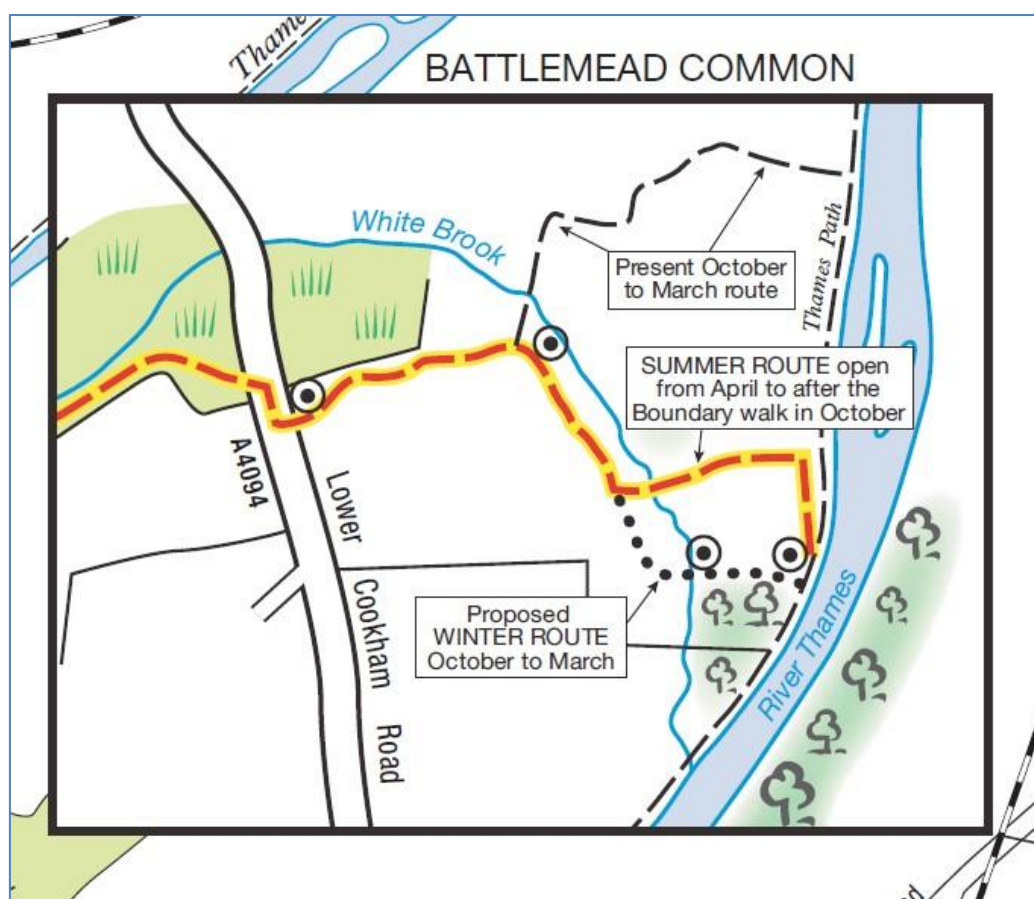 Thame
BATTLEMEAD COMMON
White Brook
Present October
to March route
Thames Path
SUMMER ROUTE open
from April to after the
Boundary walk in October
A4094
Lower
Cookham
Road
Proposed
WINTER ROUTE
October to March
River Thames